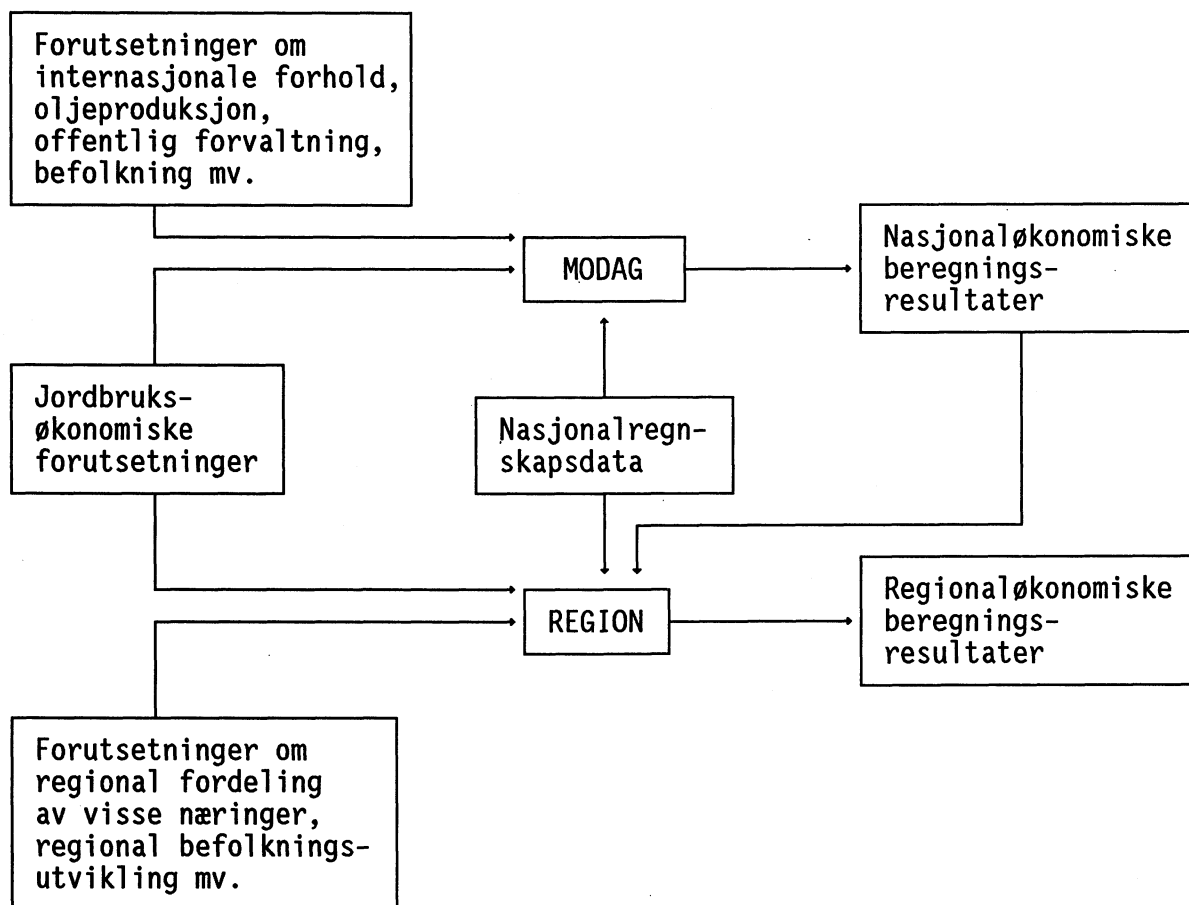 Forutsetninger om
internasjonale forhold,
oljeproduksjon,
offentlig forvaltning,
befolkning mv.
MODAG
Nasjonaløkonomiske
beregnings-
resultater
Jordbruks-
økonomiske
forutsetninger
Nasjonalregn-
skapsdata
REGION
Regionaløkonomiske
beregnings-
resultater
Forutsetninger om
regional fordeling
av visse næringer,
regional befolknings-
utvikling mv.